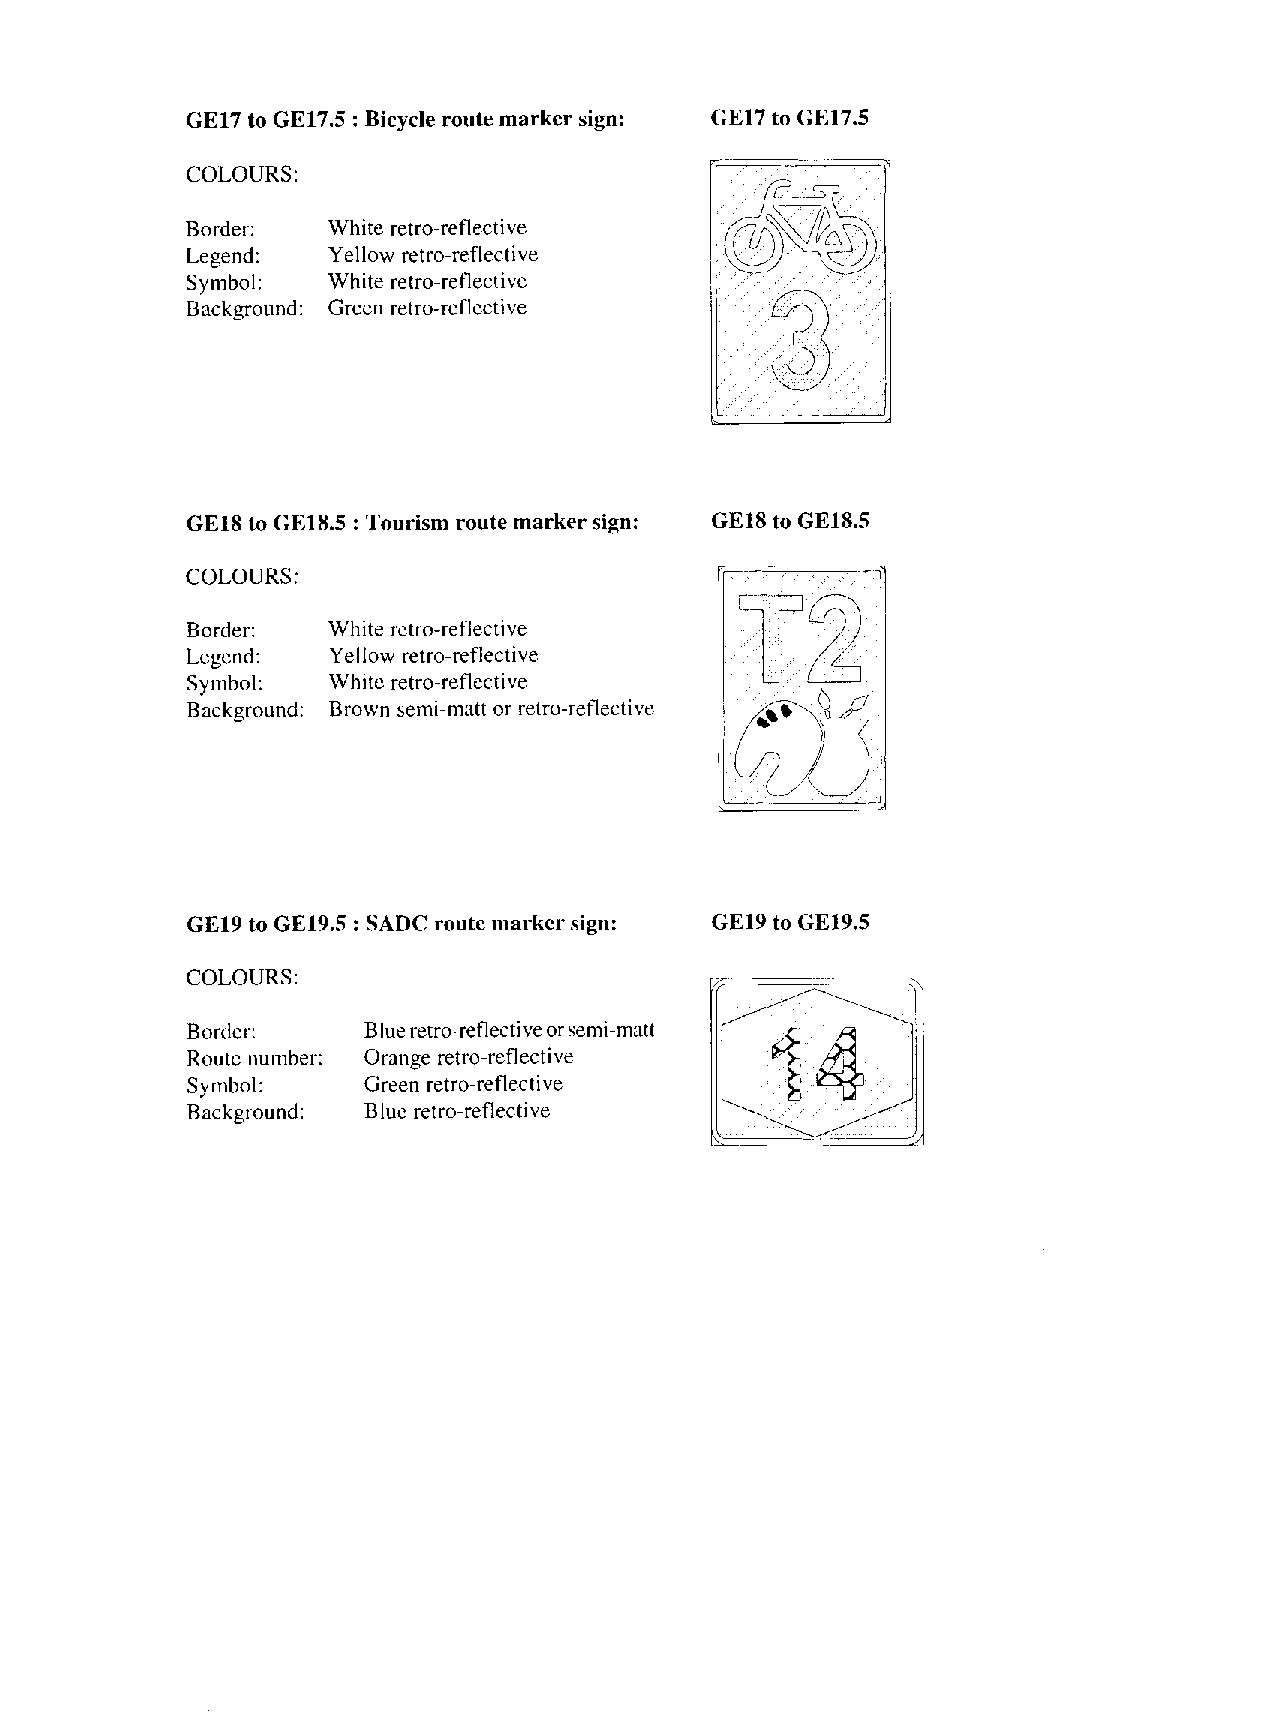 GE17 to GE17.5 : Bicycle route marker sign: GE17 to GE17.5
COLOURS:
Border: White retro-reflective
Legend: Yellow retro-reflective
Symbol: White retro-reflective
Background: Green retro-reflective
3
GE18 to GE18.5 : Tourism route marker sign: GE18 to GE18.5
COLOURS:
T2
Border: White retro-reflective
Legend: Yellow retro-reflective
Symbol: White retro-reflective
Background: Brown semi-matt or retro-reflective
GE19 to GE19.5 : SADC route marker sign: GE19 to GE19.5
COLOURS:
Border: Blue retro-reflective or semi-matt
Route number: Orange retro-reflective
Symbol: Green retro-reflective
Background: Blue retro-reflective
14